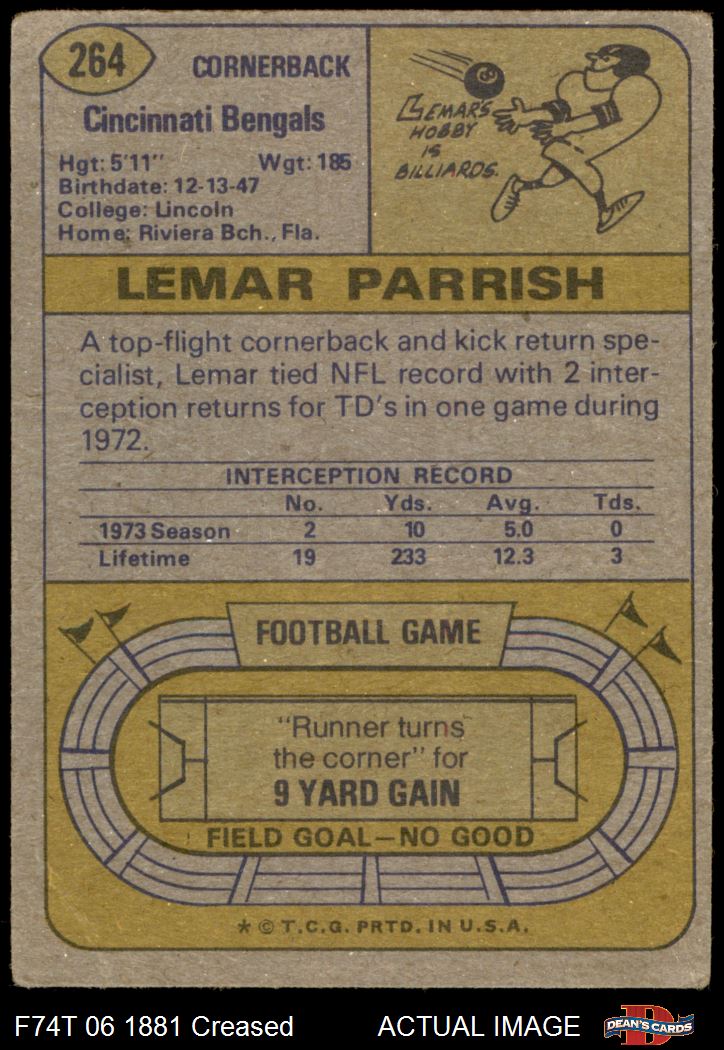 264
CORNERBACK
Cincinnati Bengals
Hgt: 5'11" Wgt: 185
Birthdate: 12-13-47
College: Lincoln
Home: Riviera Bch., Fla.
8
LEMAR'S
HOBBY
IS
BILLIARDS.
LEMAR PARRISH
A top-flight cornerback and kick return spe-
cialist, Lemar tied NFL record with 2 inter-
ception returns for TD's in one game during
1972.
INTERCEPTION RECORD
No. Yds. Avg. Tds.
1973 Season 2 10 5.0 0
Lifetime 19 233 12.3 3
FOOTBALL GAME
"Runner turns
the corner" for
9 YARD GAIN
FIELD GOAL—NO GOOD
* © T.C.G. PRTD. IN U.S.A.
F74T 06 1881 Creased ACTUAL IMAGE
D
DEAN'S CARDS